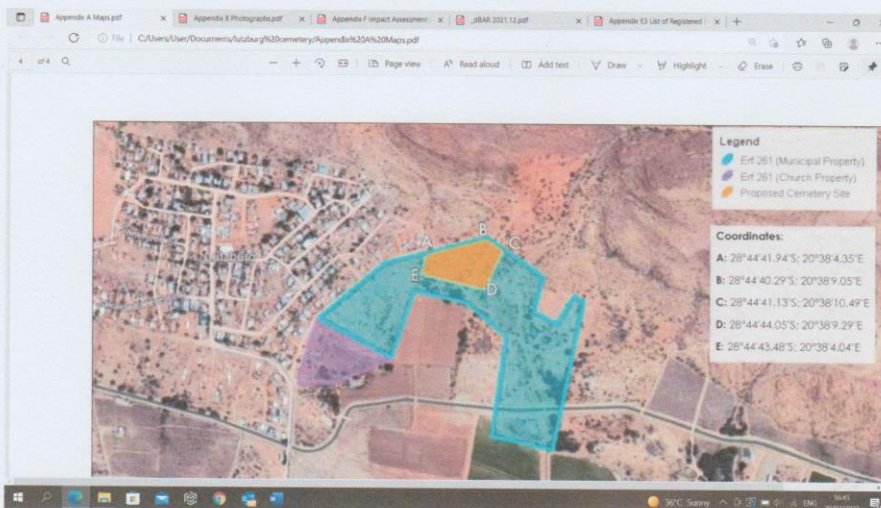 Appendix A Maps.pdf
Appendix B Photographs.pdf
Appendix F Impact Assessment
_dBAR 2021.12.pdf
Appendix E3 List of Registered
File
C:/Users/User/Documents/lutzburg%20cemetery/Appendix%20A%20Maps.pdf
4 of 4
Page view
Read aloud
Add text
Draw
Highlight
Erase
Legend
Erf 261 (Municipal Property)
Erf 261 (Church Property)
Proposed Cemetery Site
A
B
C
E
D
Coordinates:
A: 28°44'41.94"S; 20°38'4.35"E
B: 28°44'40.29"S; 20°38'9.05"E
C: 28°44'41.13"S; 20°38'10.49"E
D: 28°44'44.05"S; 20°38'9.29"E
E: 28°44'43.48"S; 20°38'4.04"E
36°C Sunny
ENG
16:45